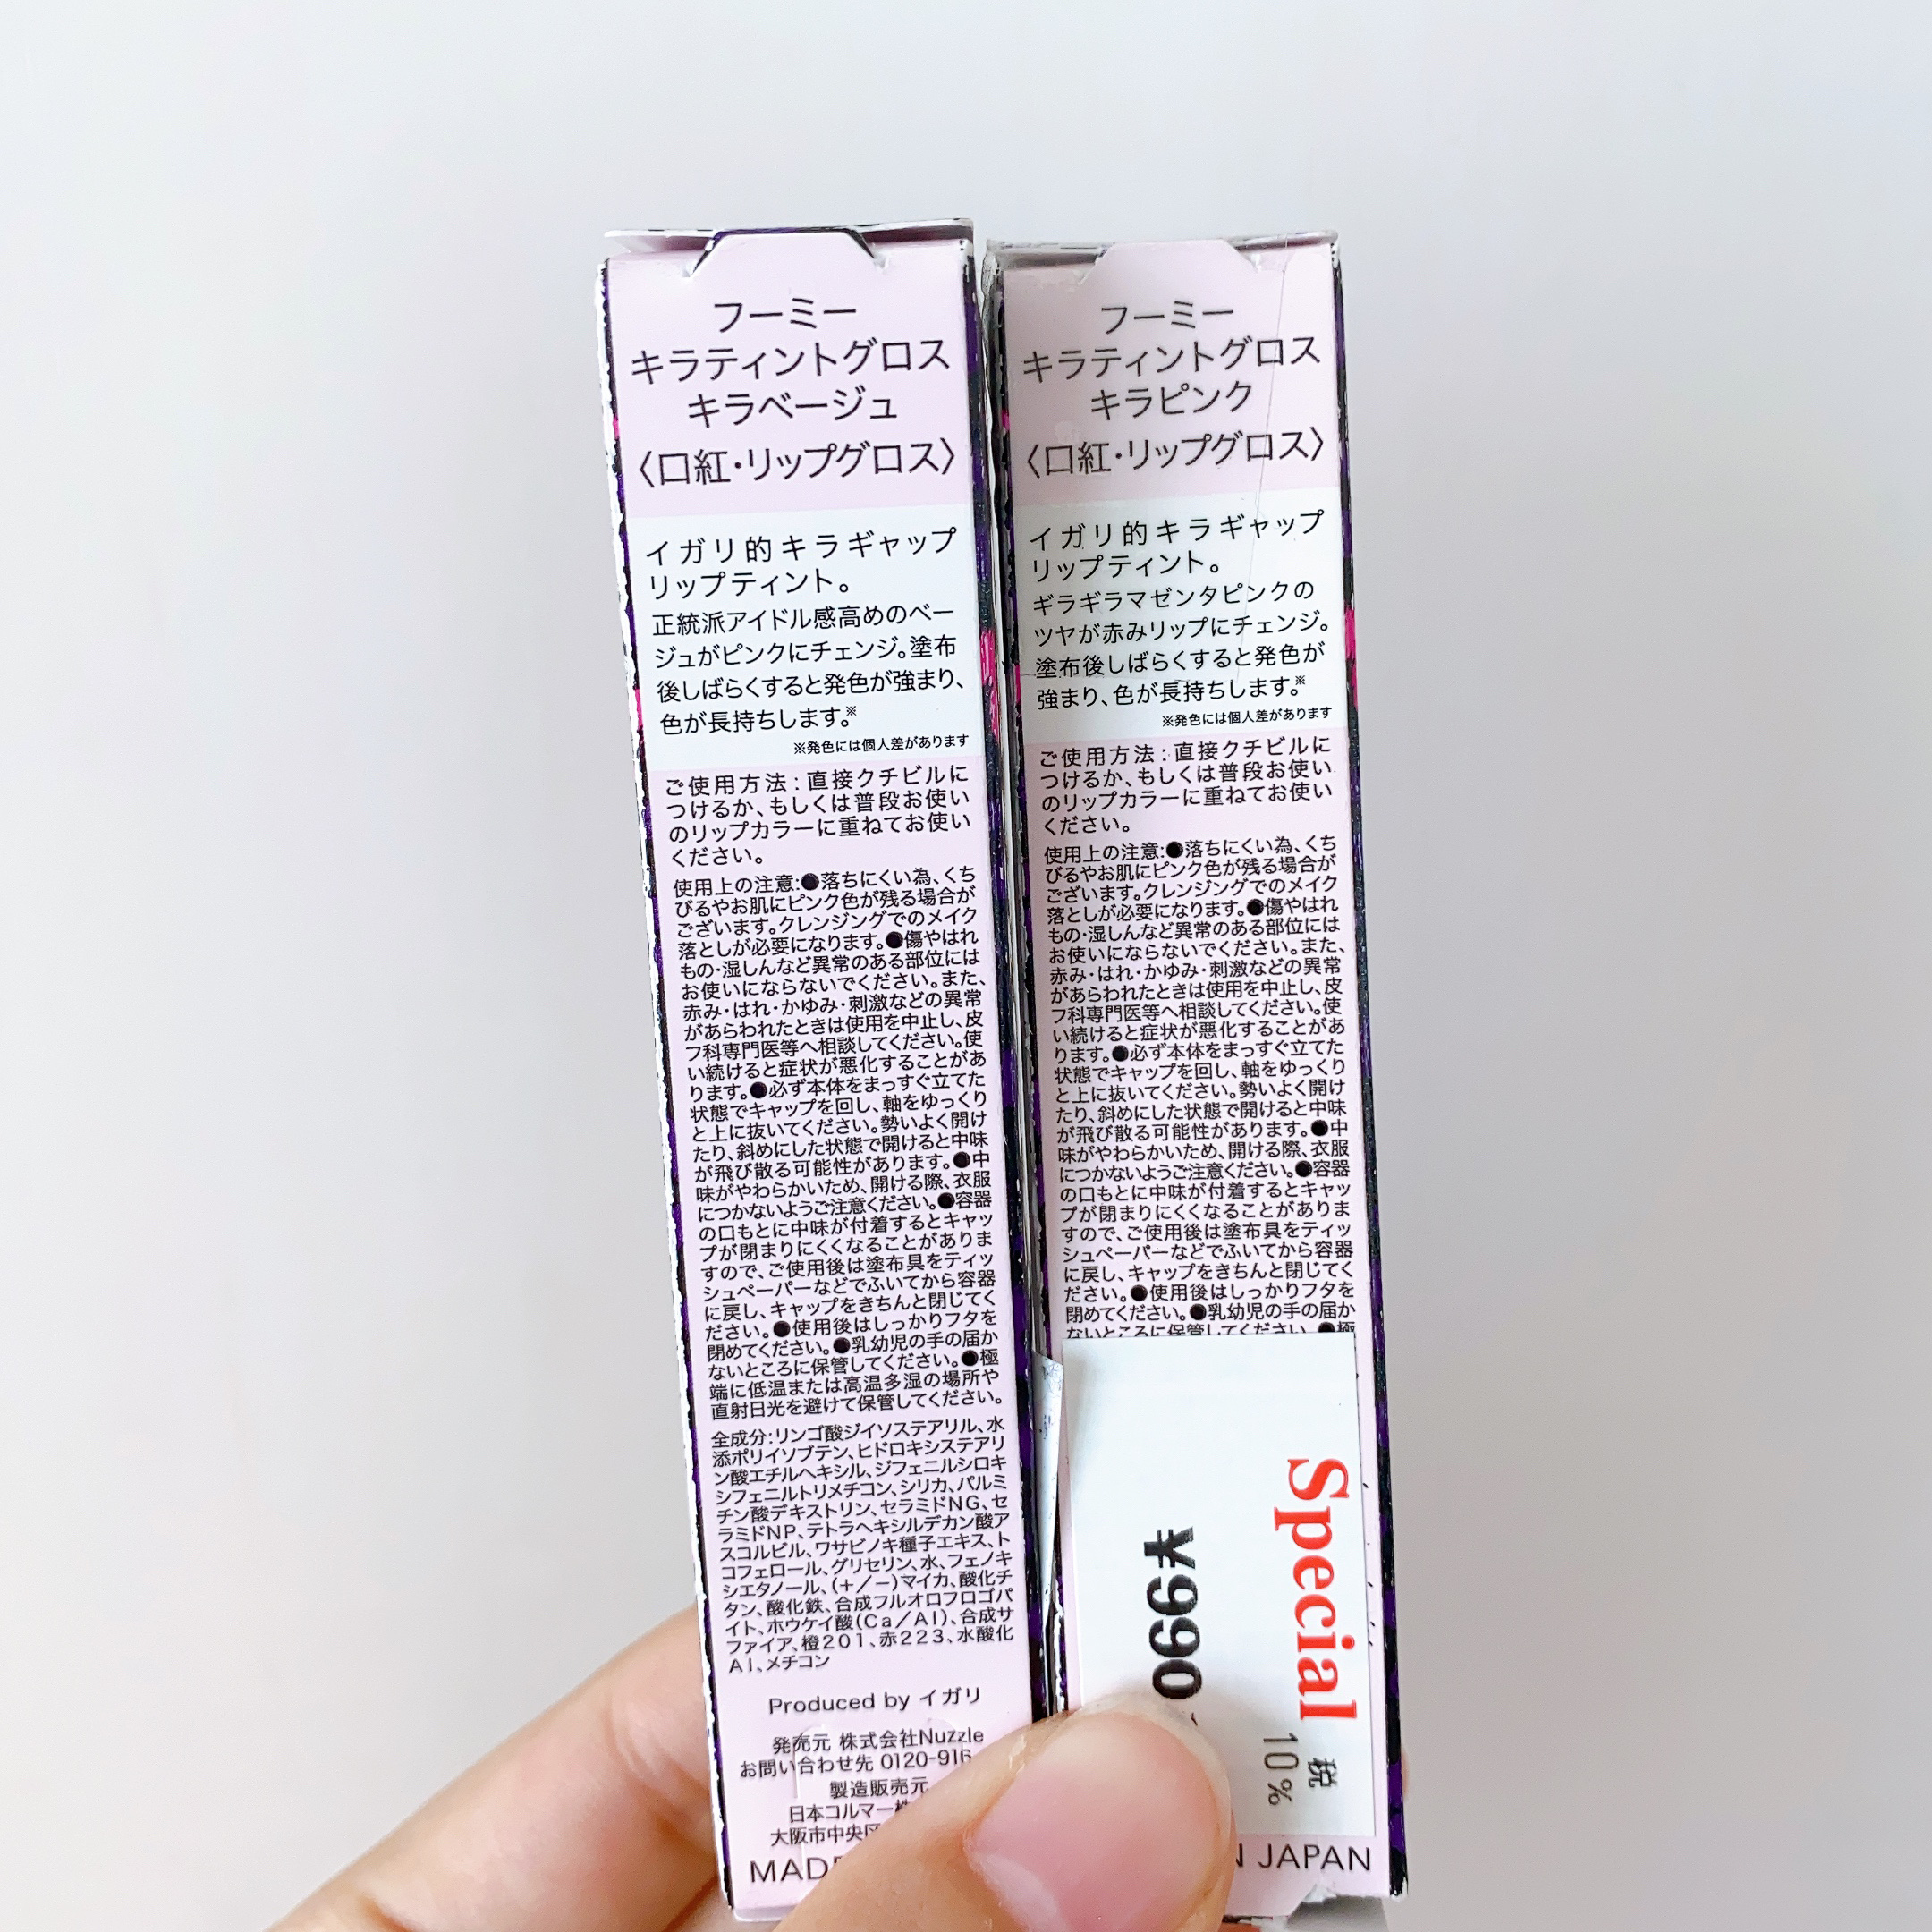 フーミー
キラティントグロス
キラベージュ
〈口紅・リップグロス〉
イガリ的キラギャップ
リップティント。
正統派アイドル感高めのベー
ジュがピンクにチェンジ。塗布
後しばらくすると発色が強まり、
色が長持ちします。※
※発色には個人差があります
ご使用方法：直接クチビルに
つけるか、もしくは普段お使い
のリップカラーに重ねてお使い
ください。
使用上の注意:●落ちにくい為、くち
びるやお肌にピンク色が残る場合が
ございます。クレンジングでのメイク
落としが必要になります。●傷やはれ
もの・湿しんなど異常のある部位には
お使いにならないでください。また、
赤み・はれ・かゆみ・刺激などの異常
があらわれたときは使用を中止し、皮
フ科専門医等へ相談してください。使
い続けると症状が悪化することがあ
ります。●必ず本体をまっすぐ立てた
状態でキャップを回し、軸をゆっくり
と上に抜いてください。勢いよく開け
たり、斜めにした状態で開けると中味
が飛び散る可能性があります。●中
味がやわらかいため、開ける際、衣服
につかないようご注意ください。●容器
の口もとに中味が付着するとキャッ
プが閉まりにくくなることがありま
すので、ご使用後は塗布具をティッ
シュペーパーなどでふいてから容器
に戻し、キャップをきちんと閉じてく
ださい。●使用後はしっかりフタを
閉めてください。●乳幼児の手の届か
ないところに保管してください。●極
端に低温または高温多湿の場所や
直射日光を避けて保管してください。
全成分:リンゴ酸ジイソステアリル、水
添ポリイソブテン、ヒドロキシステアリ
ン酸エチルヘキシル、ジフェニルシロキ
シフェニルトリメチコン、シリカ、パルミ
チン酸デキストリン、セラミドNG、セ
ラミドNP、テトラヘキシルデカン酸ア
スコルビル、ワサビノキ種子エキス、ト
コフェロール、グリセリン、水、フェノキ
シエタノール、(+/−)マイカ、酸化チ
タン、酸化鉄、合成フルオロフロゴパ
イト、ホウケイ酸(Ca/Al)、合成サ
ファイア、橙201、赤223、水酸化
Al、メチコン
Produced by イガリ
発売元 株式会社Nuzzle
お問い合わせ先 0120-916
製造販売元
日本コルマー株
大阪市中央区
MADE
フーミー
キラティントグロス
キラピンク
〈口紅・リップグロス〉
イガリ的キラギャップ
リップティント。
ギラギラマゼンタピンクの
ツヤが赤みリップにチェンジ。
塗布後しばらくすると発色が
強まり、色が長持ちします。※
※発色には個人差があります
ご使用方法：直接クチビルに
つけるか、もしくは普段お使い
のリップカラーに重ねてお使い
ください。
使用上の注意:●落ちにくい為、くち
びるやお肌にピンク色が残る場合が
ございます。クレンジングでのメイク
落としが必要になります。●傷やはれ
もの・湿しんなど異常のある部位には
お使いにならないでください。また、
赤み・はれ・かゆみ・刺激などの異常
があらわれたときは使用を中止し、皮
フ科専門医等へ相談してください。使
い続けると症状が悪化することがあ
ります。●必ず本体をまっすぐ立てた
状態でキャップを回し、軸をゆっくり
と上に抜いてください。勢いよく開け
たり、斜めにした状態で開けると中味
が飛び散る可能性があります。●中
味がやわらかいため、開ける際、衣服
につかないようご注意ください。●容器
の口もとに中味が付着するとキャッ
プが閉まりにくくなることがありま
すので、ご使用後は塗布具をティッ
シュペーパーなどでふいてから容器
に戻し、キャップをきちんと閉じてく
ださい。●使用後はしっかりフタを
閉めてください。●乳幼児の手の届か
ないところに保管してください。●極
Special
税
10%
¥990
N JAPAN